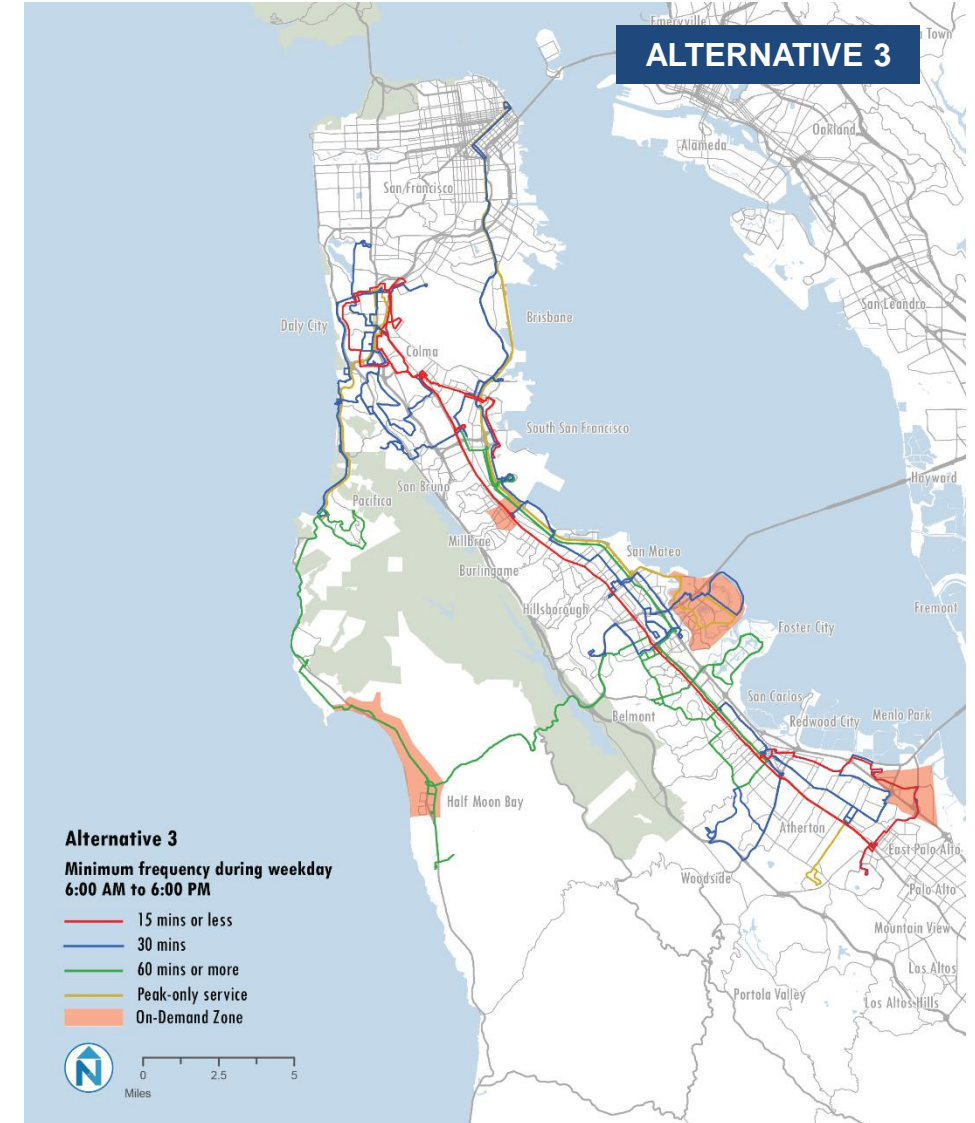 Emeryville
Town
ALTERNATIVE 3
Oakland
Alameda
San Francisco
San Leandro
Daly City
Brisbane
Colma
South San Francisco
Hayward
San Bruno
Pacifica
Millbrae
San Mateo
Burlingame
Hillsborough
Fremont
Foster City
San Carlos
Belmont
Redwood City
Menlo Park
Half Moon Bay
Atherton
East Palo Alto
Woodside
Palo Alto
Mountain View
Los Altos
Portola Valley
Los Altos Hills
Alternative 3
Minimum frequency during weekday
6:00 AM to 6:00 PM
15 mins or less
30 mins
60 mins or more
Peak-only service
On-Demand Zone
N
0 2.5 5
Miles